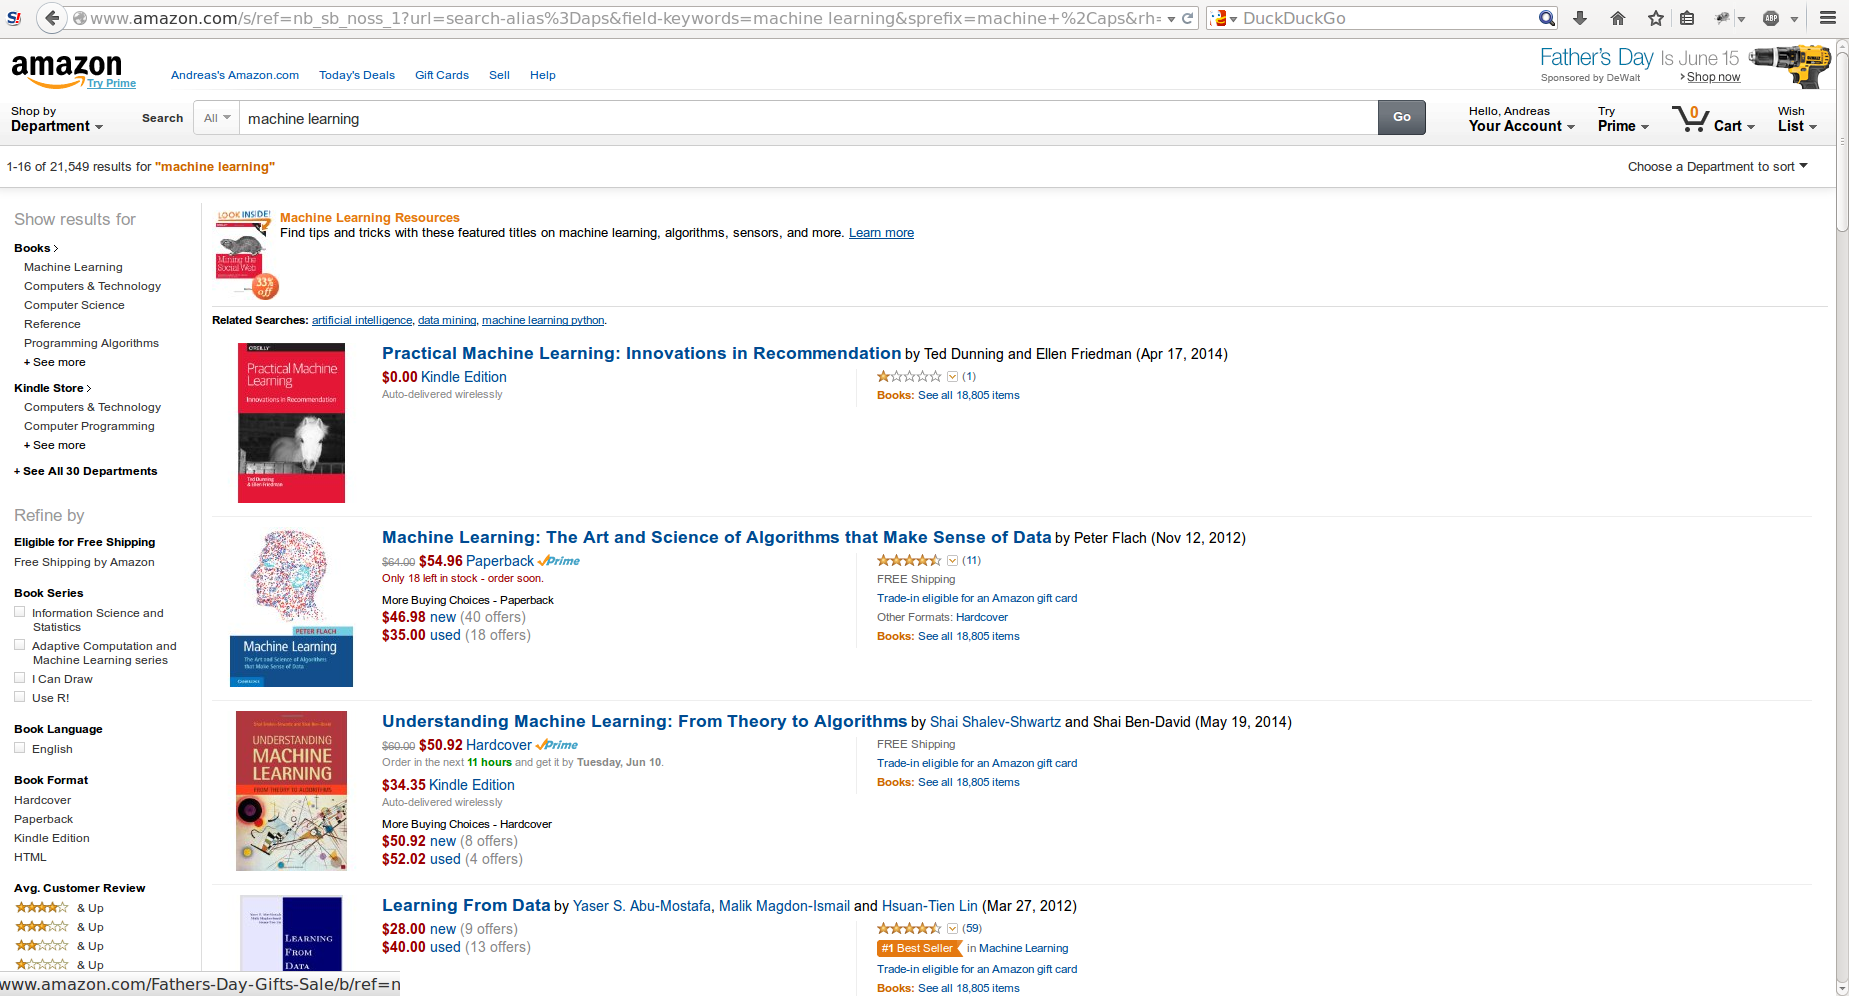 www.amazon.com/s/ref=nb_sb_noss_1?url=search-alias%3Daps&field-keywords=machine learning&sprefix=machine+%2Caps&rh=
DuckDuckGo
ABP
amazon
Try Prime
Andreas's Amazon.com Today's Deals Gift Cards Sell Help
Father's Day Is June 15
Sponsored by DeWalt
Shop now
Shop by
Department
Search All machine learning Go
Hello, Andreas
Your Account
Try
Prime
0
Cart
Wish
List
1-16 of 21,549 results for "machine learning"
Choose a Department to sort
Show results for
Books
Machine Learning
Computers & Technology
Computer Science
Reference
Programming Algorithms
+ See more
Kindle Store
Computers & Technology
Computer Programming
+ See more
+ See All 30 Departments
Refine by
Eligible for Free Shipping
Free Shipping by Amazon
Book Series
Information Science and
Statistics
Adaptive Computation and
Machine Learning series
I Can Draw
Use R!
Book Language
English
Book Format
Hardcover
Paperback
Kindle Edition
HTML
Avg. Customer Review
& Up
& Up
& Up
& Up
www.amazon.com/Fathers-Day-Gifts-Sale/b/ref=n
LOOK INSIDE!
Mining the
Social Web
33%
off
Machine Learning Resources
Find tips and tricks with these featured titles on machine learning, algorithms, sensors, and more. Learn more
Related Searches: artificial intelligence, data mining, machine learning python.
O'REILLY
Practical Machine
Learning
Innovations in Recommendation
Ted Dunning
& Ellen Friedman
Practical Machine Learning: Innovations in Recommendation by Ted Dunning and Ellen Friedman (Apr 17, 2014)
$0.00 Kindle Edition
Auto-delivered wirelessly
(1)
Books: See all 18,805 items
PETER FLACH
Machine Learning
The Art and Science of Algorithms
that Make Sense of Data
Machine Learning: The Art and Science of Algorithms that Make Sense of Data by Peter Flach (Nov 12, 2012)
$64.00 $54.96 Paperback Prime
Only 18 left in stock - order soon.
More Buying Choices - Paperback
$46.98 new (40 offers)
$35.00 used (18 offers)
(11)
FREE Shipping
Trade-in eligible for an Amazon gift card
Other Formats: Hardcover
Books: See all 18,805 items
UNDERSTANDING
MACHINE
LEARNING
FROM THEORY TO ALGORITHMS
Understanding Machine Learning: From Theory to Algorithms by Shai Shalev-Shwartz and Shai Ben-David (May 19, 2014)
$60.00 $50.92 Hardcover Prime
Order in the next 11 hours and get it by Tuesday, Jun 10.
$34.35 Kindle Edition
Auto-delivered wirelessly
More Buying Choices - Hardcover
$50.92 new (8 offers)
$52.02 used (4 offers)
FREE Shipping
Trade-in eligible for an Amazon gift card
Books: See all 18,805 items
LEARNING
FROM
DATA
Learning From Data by Yaser S. Abu-Mostafa, Malik Magdon-Ismail and Hsuan-Tien Lin (Mar 27, 2012)
$28.00 new (9 offers)
$40.00 used (13 offers)
(59)
#1 Best Seller in Machine Learning
Trade-in eligible for an Amazon gift card
Books: See all 18,805 items